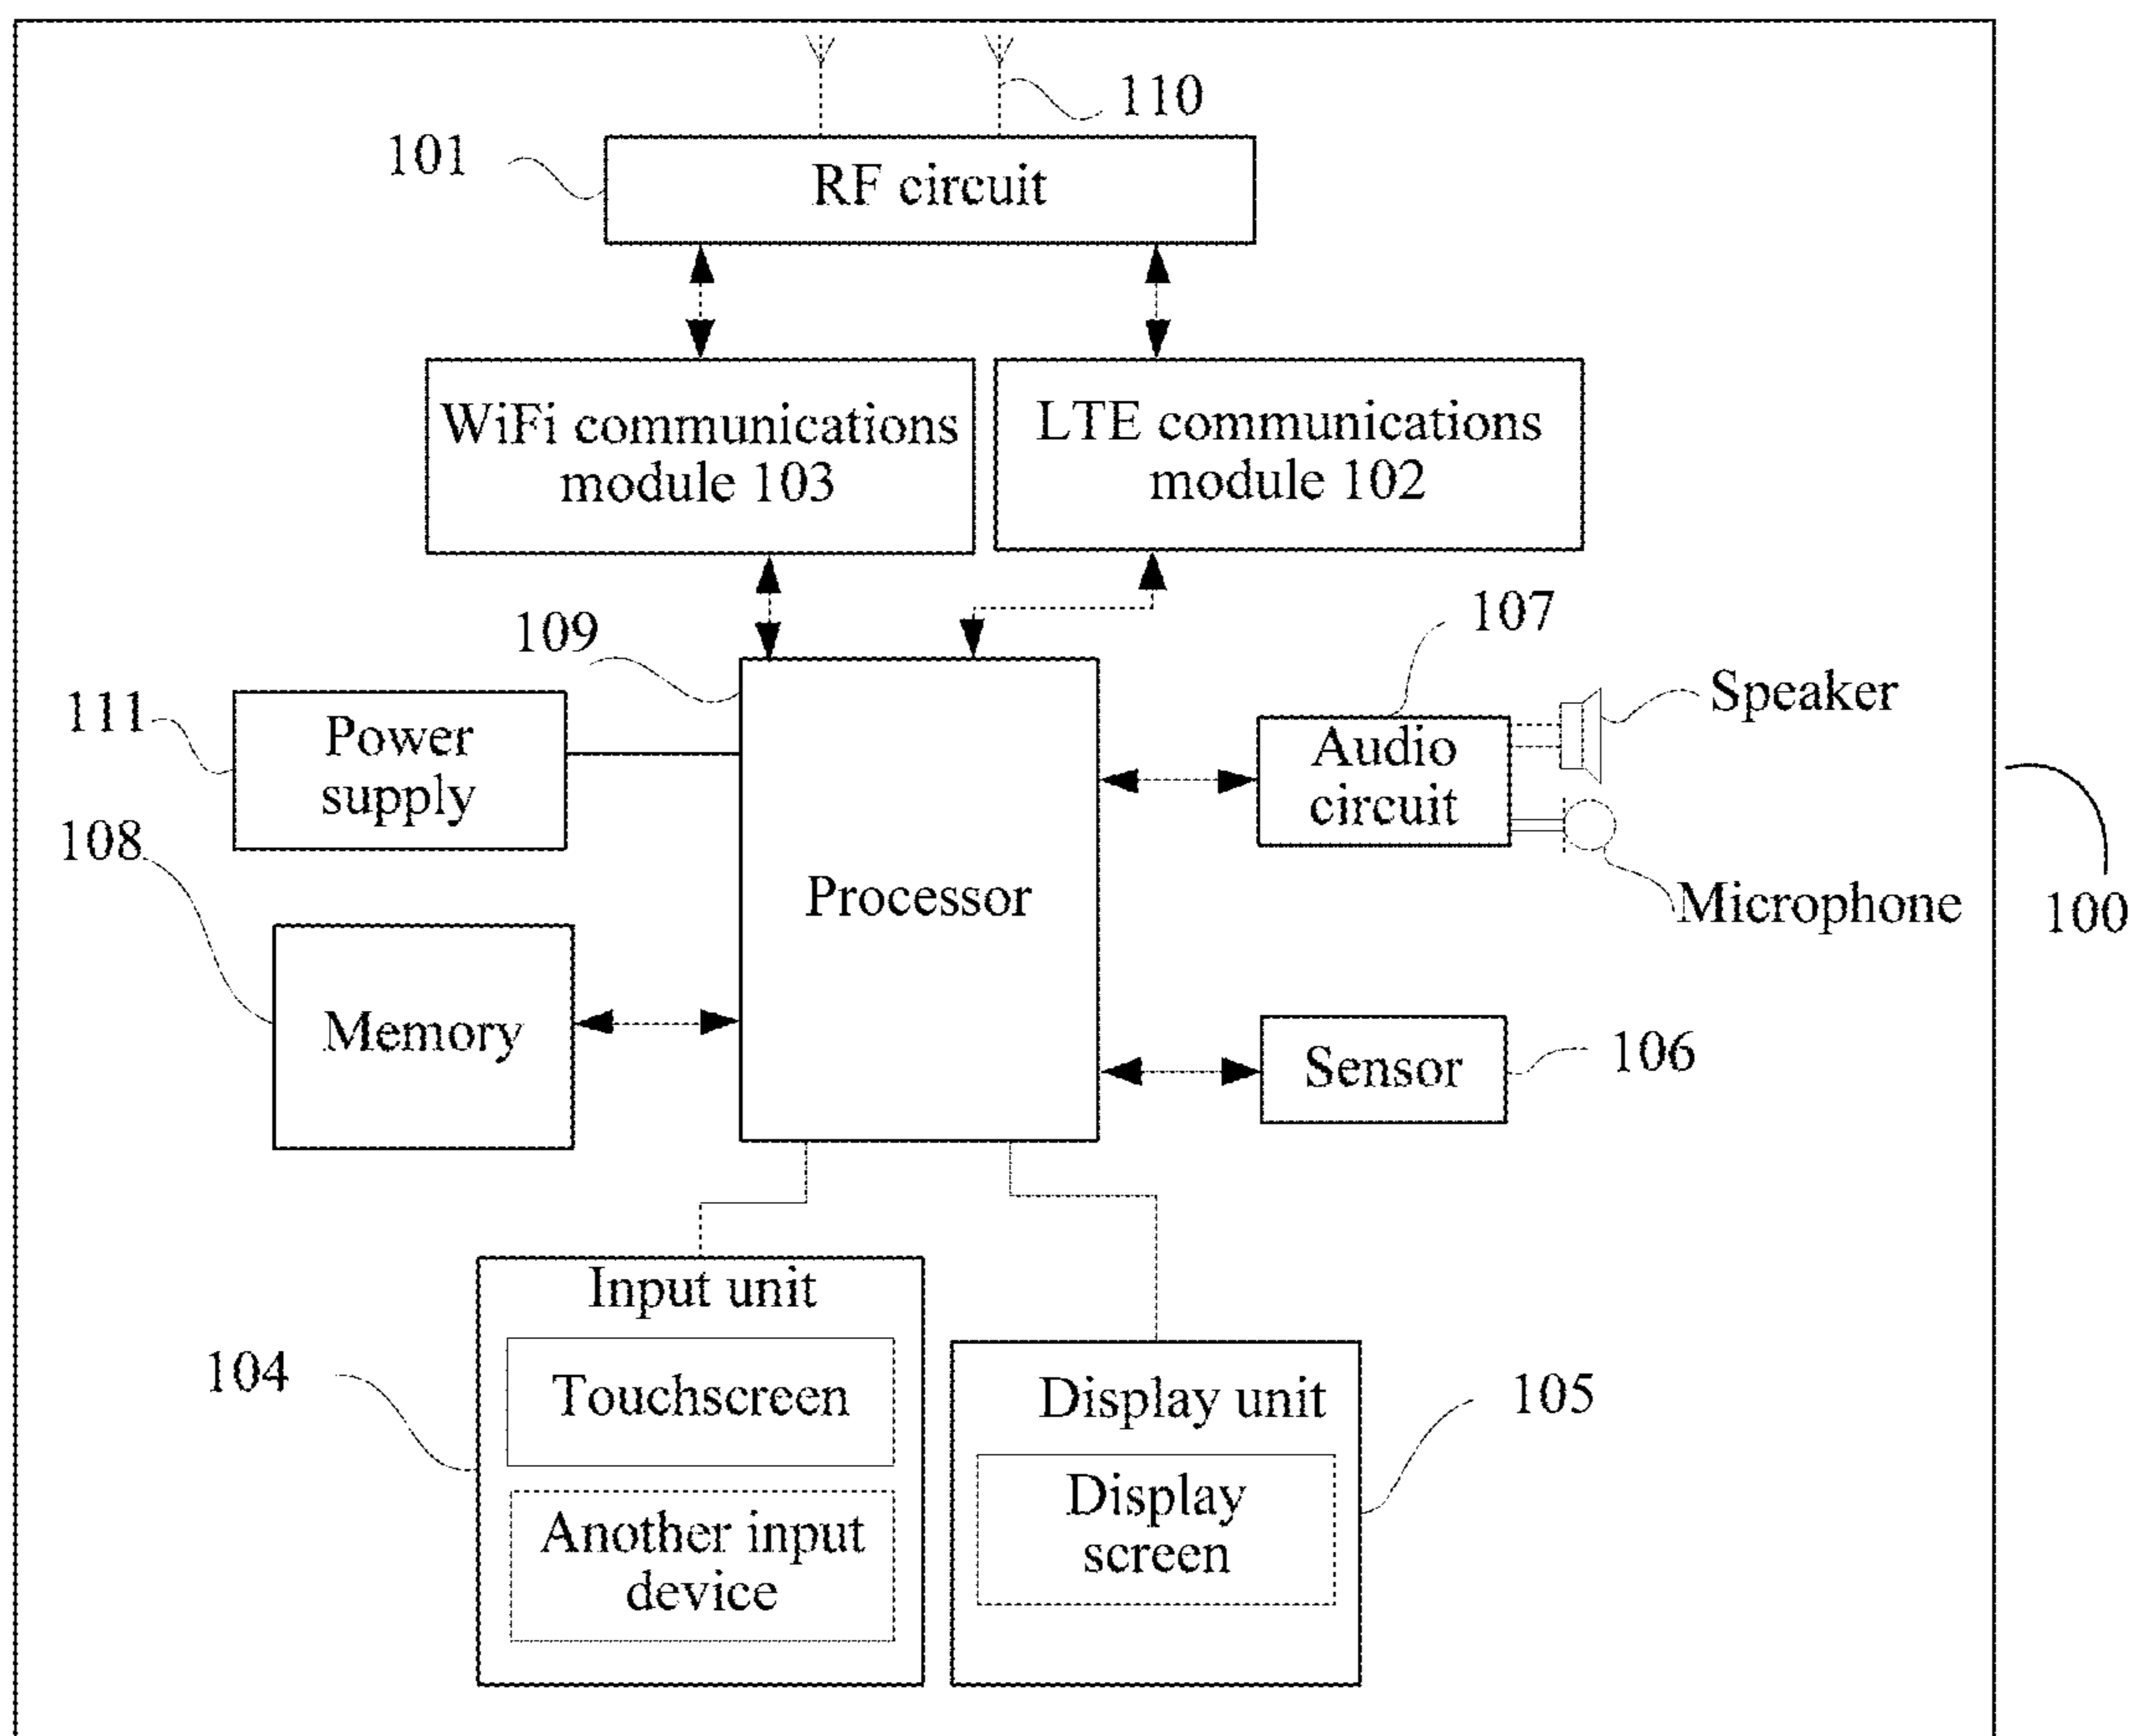 110
101
RF circuit
WiFi communications
module 103
LTE communications
module 102
109
107
111
Power
supply
Audio
circuit
Speaker
108
Processor
Microphone
100
Memory
Sensor
106
Input unit
104
Touchscreen
Another input
device
Display unit
105
Display
screen